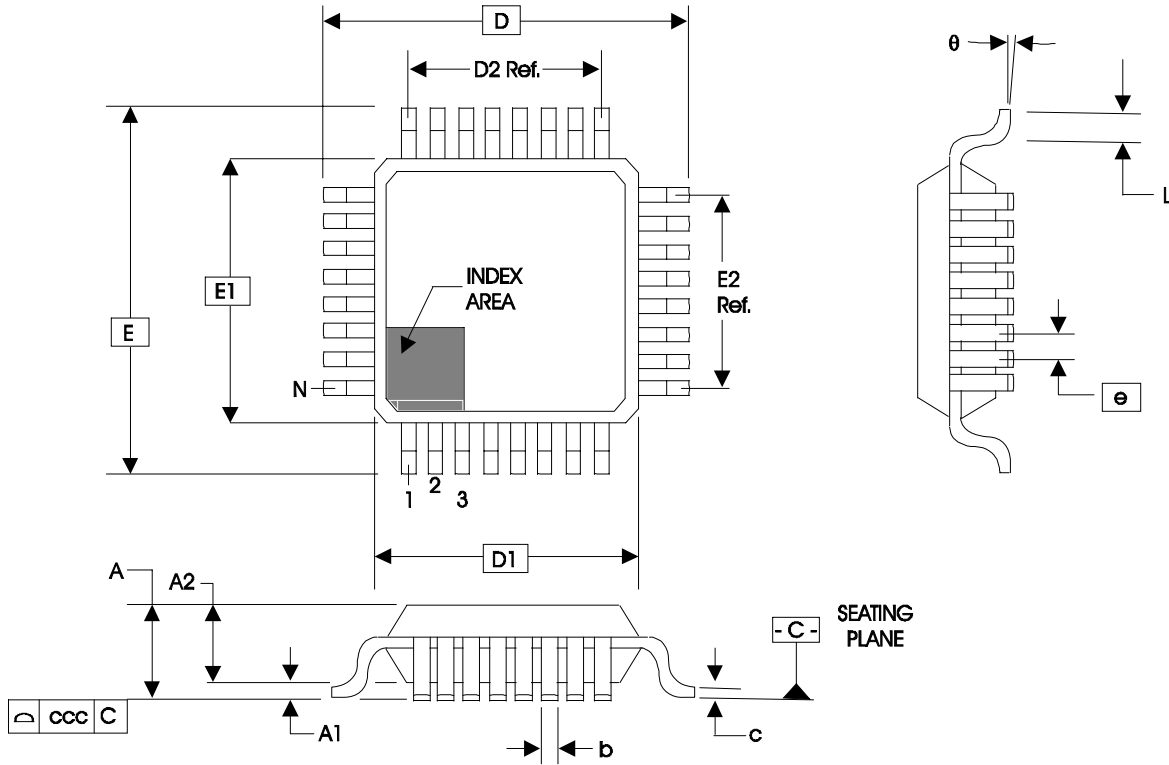 D
D2 Ref.
θ
L
E
E1
INDEX
AREA
E2
Ref.
N
1
2
3
e
D1
A
A2
- C -
SEATING
PLANE
ccc C
A1
b
c